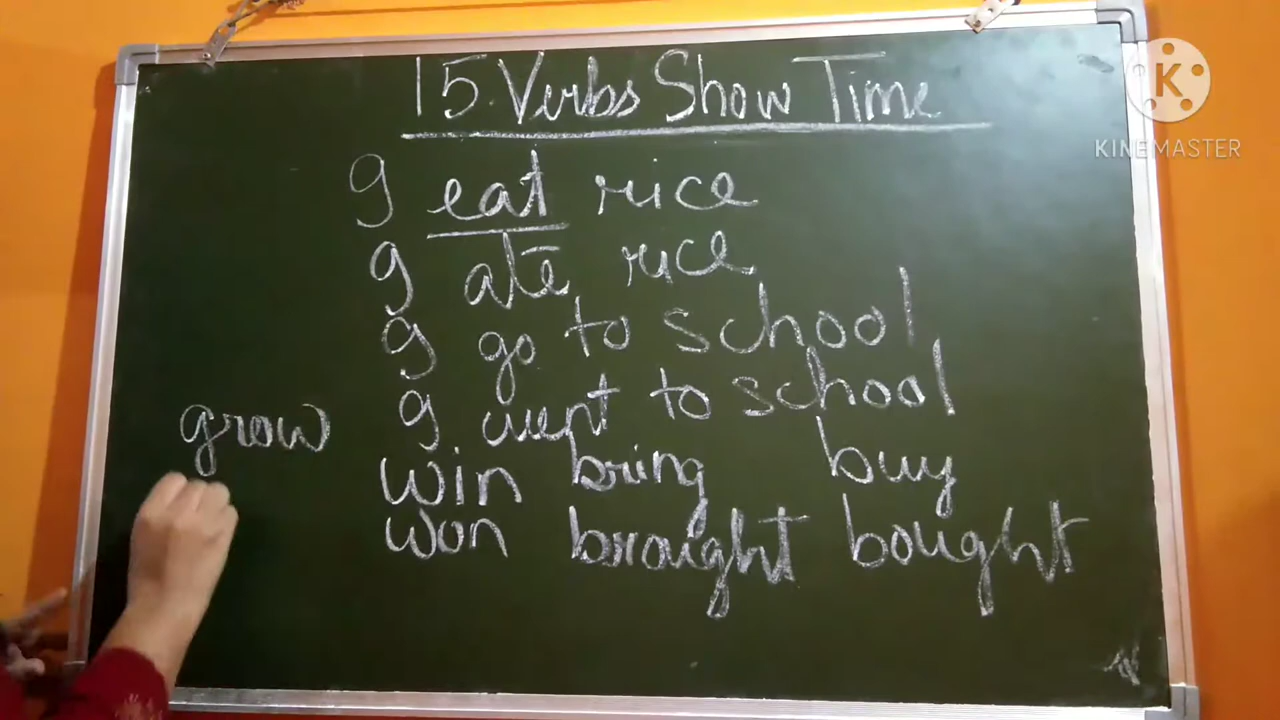 15 Verbs Show Time
I eat rice
I ate rice
I go to school
I went to school
grow
win bring buy
won brought bought
KINEMASTER